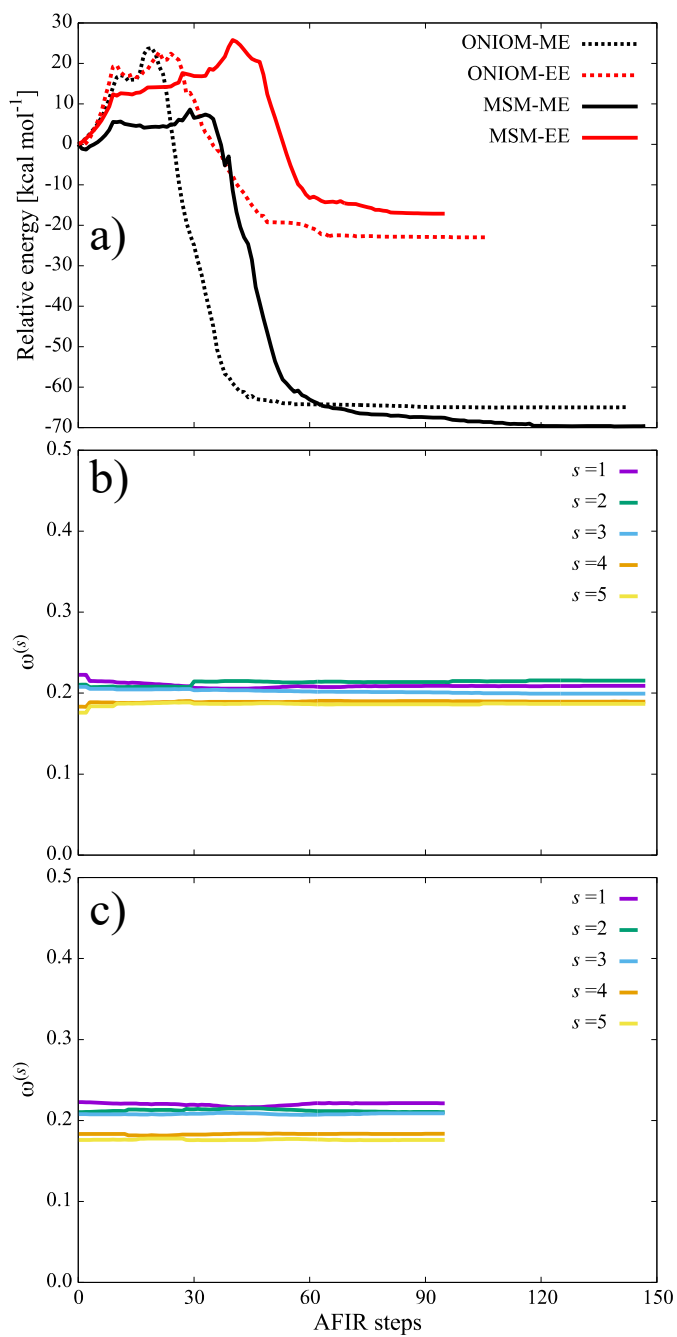 30
20
10
0
-10
-20
-30
-40
-50
-60
-70
Relative energy [kcal mol⁻¹]
a)
ONIOM-ME
ONIOM-EE
MSM-ME
MSM-EE
0.5
0.4
0.3
0.2
0.1
0.0
ω⁽ˢ⁾
b)
s =1
s =2
s =3
s =4
s =5
0.5
0.4
0.3
0.2
0.1
0.0
ω⁽ˢ⁾
c)
s =1
s =2
s =3
s =4
s =5
0 30 60 90 120 150
AFIR steps